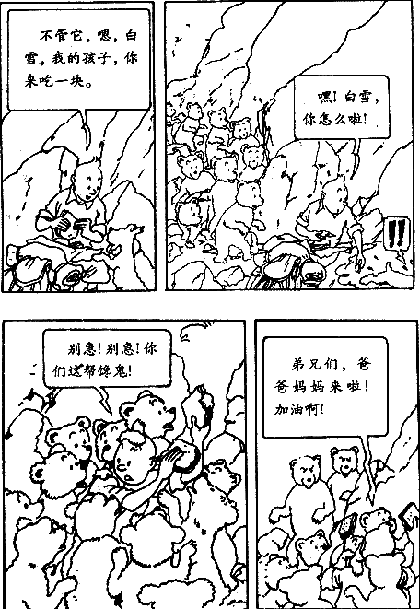 不管它，嗯，白
雪，我的孩子，你
来吃一块。
嘿！白雪，
你怎么啦！
!!
别急！别急！你
们这帮馋鬼！
弟兄们，爸
爸妈妈来啦！
加油啊！